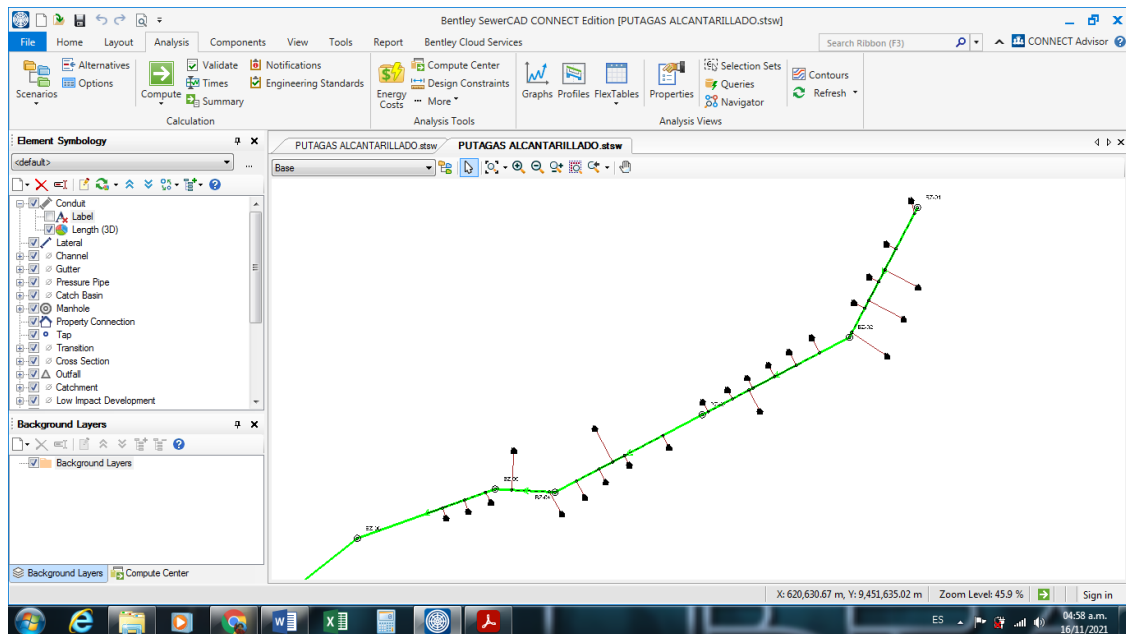 Bentley SewerCAD CONNECT Edition [PUTAGAS ALCANTARILLADO.stsw]
File Home Layout Analysis Components View Tools Report Bentley Cloud Services Search Ribbon (F3) CONNECT Advisor
Scenarios
Alternatives
Options
Compute
Validate
Times
Summary
Notifications
Engineering Standards
Calculation
Energy Costs
Compute Center
Design Constraints
More
Analysis Tools
Graphs Profiles FlexTables Properties
Selection Sets
Queries
Navigator
Contours
Refresh
Analysis Views
Element Symbology
<default>
Conduit
Label
Length (3D)
Lateral
Channel
Gutter
Pressure Pipe
Catch Basin
Manhole
Property Connection
Tap
Transition
Cross Section
Outfall
Catchment
Low Impact Development
Background Layers
Background Layers
Background Layers Compute Center
PUTAGAS ALCANTARILLADO.stsw PUTAGAS ALCANTARILLADO.stsw
Base
BZ-01
BZ-02
X: 620,630.67 m, Y: 9,451,635.02 m Zoom Level: 45.9 % Sign in
ES 04:58 a.m.
16/11/2021